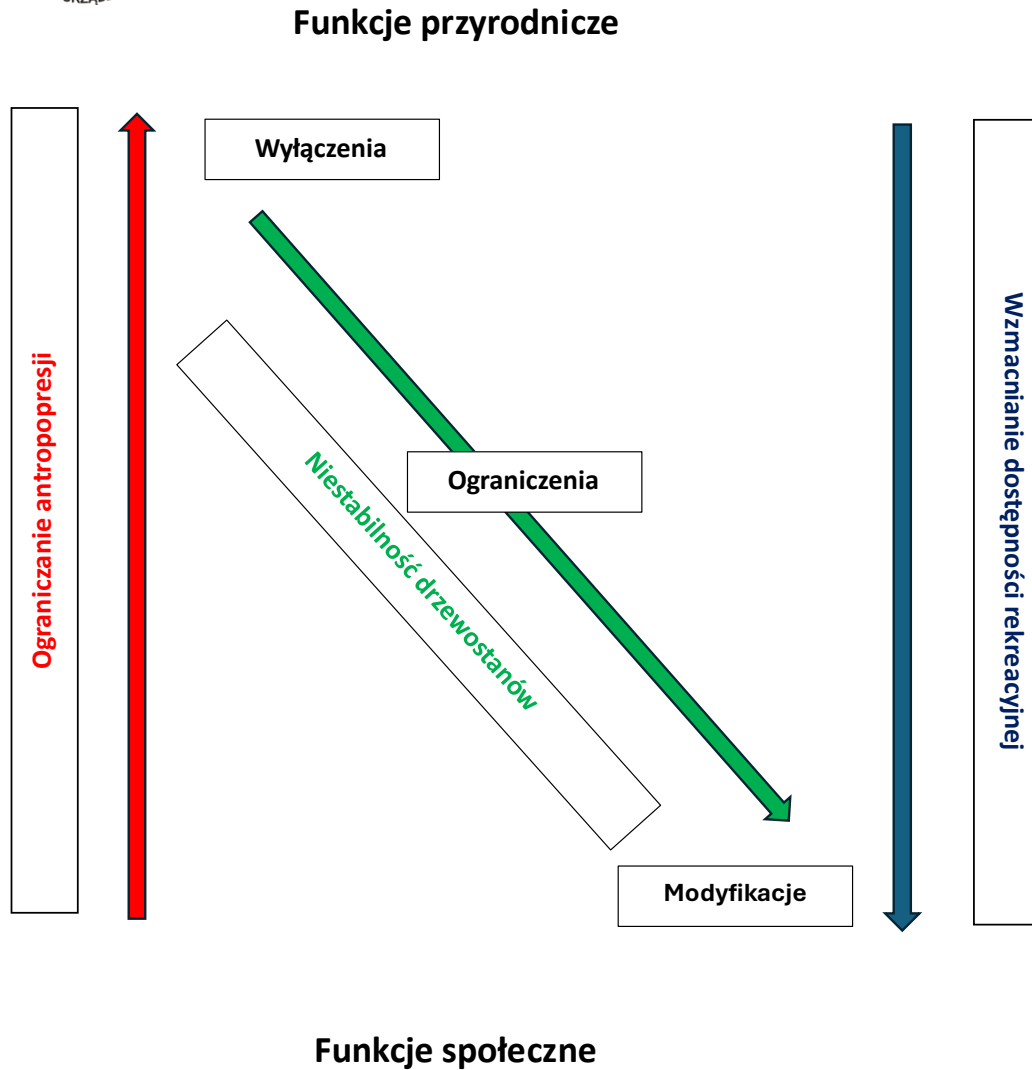 Funkcje przyrodnicze
Wyłączenia
Ograniczanie antropopresji
Wzmacnianie dostępności rekreacyjnej
Ograniczenia
Niestabilność drzewostanów
Modyfikacje
Funkcje społeczne